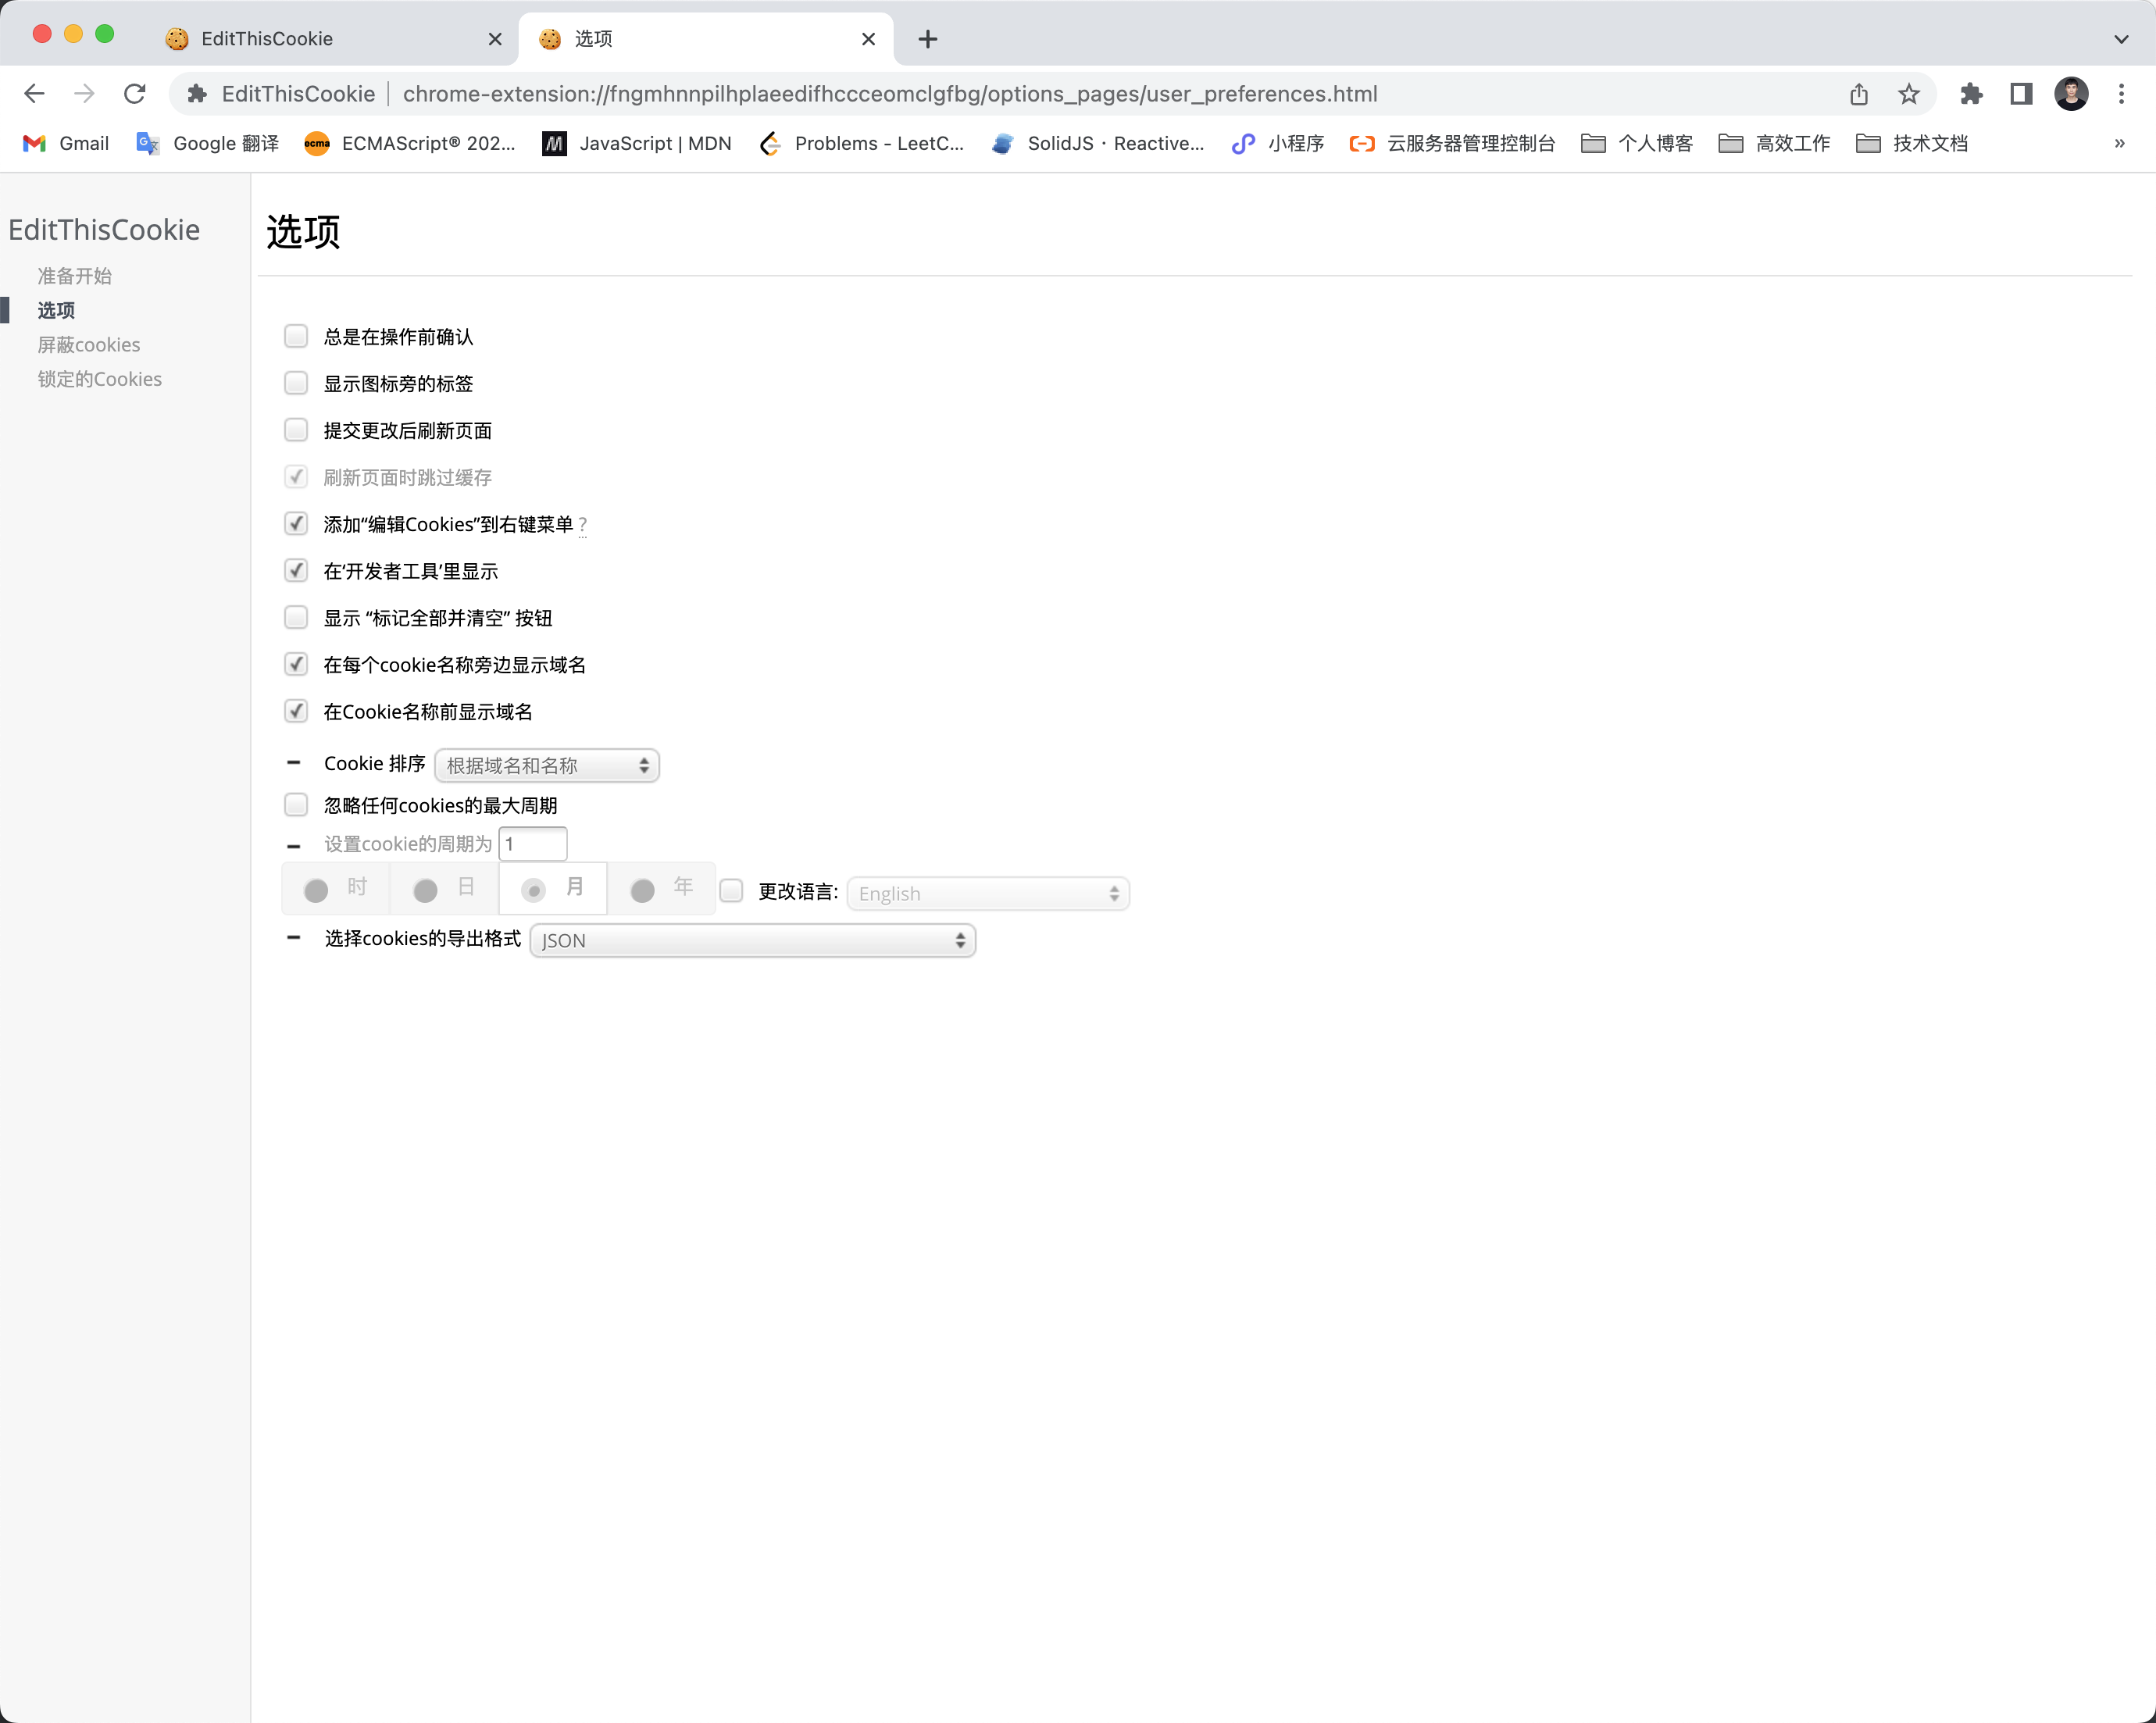 EditThisCookie
选项
EditThisCookie
chrome-extension://fngmhnnpilhplaeedifhccceomclgfbg/options_pages/user_preferences.html
Gmail
Google 翻译
ecma
ECMAScript® 202...
JavaScript | MDN
Problems - LeetC...
SolidJS · Reactive...
小程序
云服务器管理控制台
个人博客
高效工作
技术文档
»
EditThisCookie
准备开始
选项
屏蔽cookies
锁定的Cookies
选项
总是在操作前确认
显示图标旁的标签
提交更改后刷新页面
刷新页面时跳过缓存
添加“编辑Cookies”到右键菜单 ?
在‘开发者工具’里显示
显示 “标记全部并清空” 按钮
在每个cookie名称旁边显示域名
在Cookie名称前显示域名
Cookie 排序 根据域名和名称
忽略任何cookies的最大周期
设置cookie的周期为 1
时 日 月 年 更改语言: English
选择cookies的导出格式 JSON